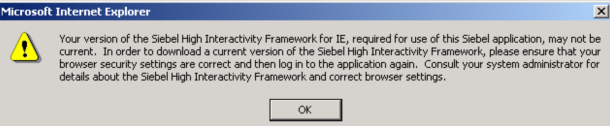 Microsoft Internet Explorer
Your version of the Siebel High Interactivity Framework for IE, required for use of this Siebel application, may not be
current. In order to download a current version of the Siebel High Interactivity Framework, please ensure that your
browser security settings are correct and then log in to the application again. Consult your system administrator for
details about the Siebel High Interactivity Framework and correct browser settings.
OK